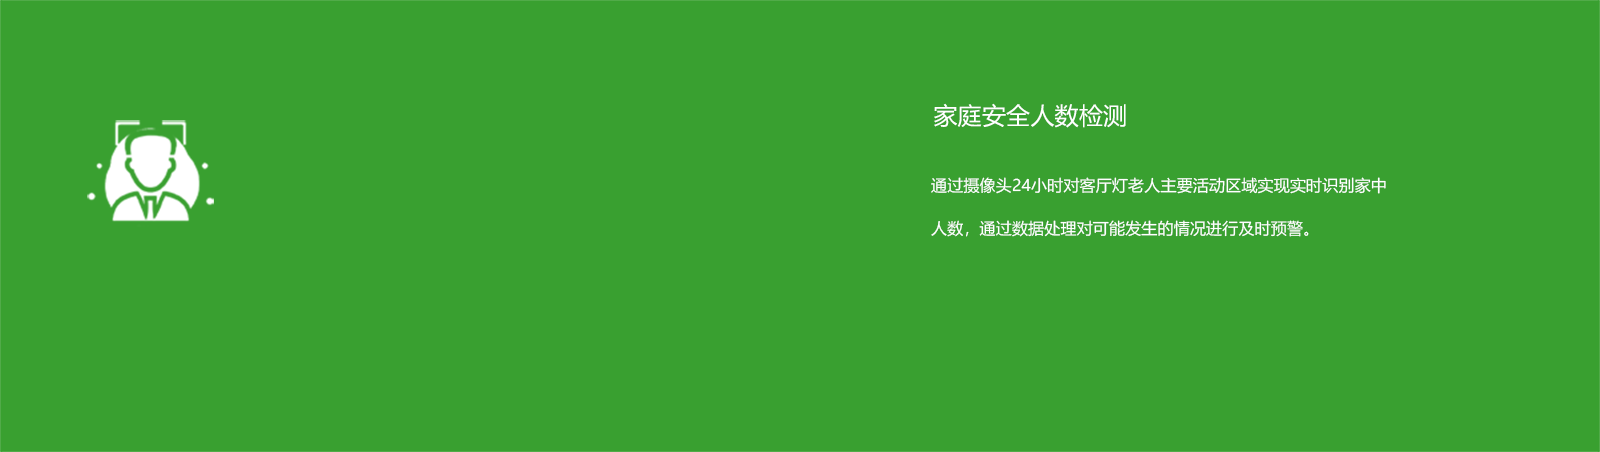 家庭安全人数检测
通过摄像头24小时对客厅灯老人主要活动区域实现实时识别家中
人数，通过数据处理对可能发生的情况进行及时预警。